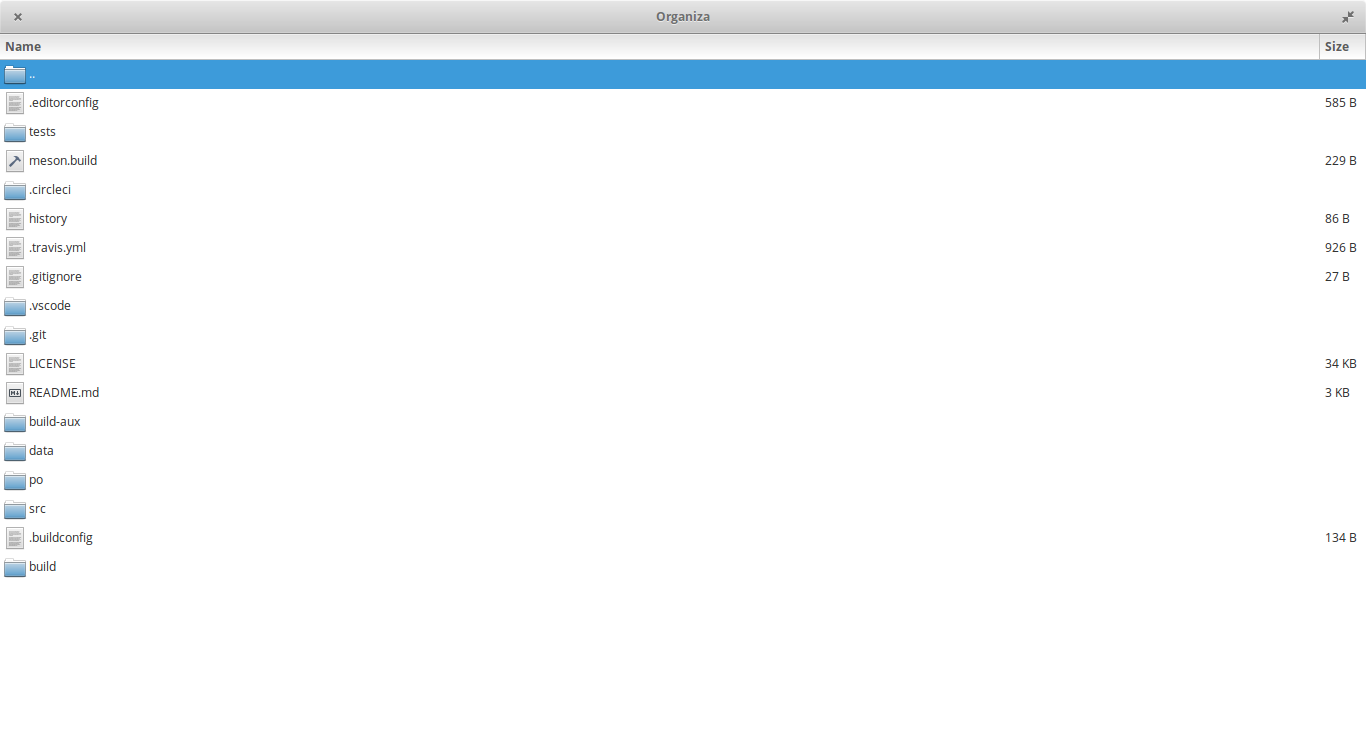 Organiza
Name Size
..
.editorconfig 585 B
tests
meson.build 229 B
.circleci
history 86 B
.travis.yml 926 B
.gitignore 27 B
.vscode
.git
LICENSE 34 KB
README.md 3 KB
build-aux
data
po
src
.buildconfig 134 B
build